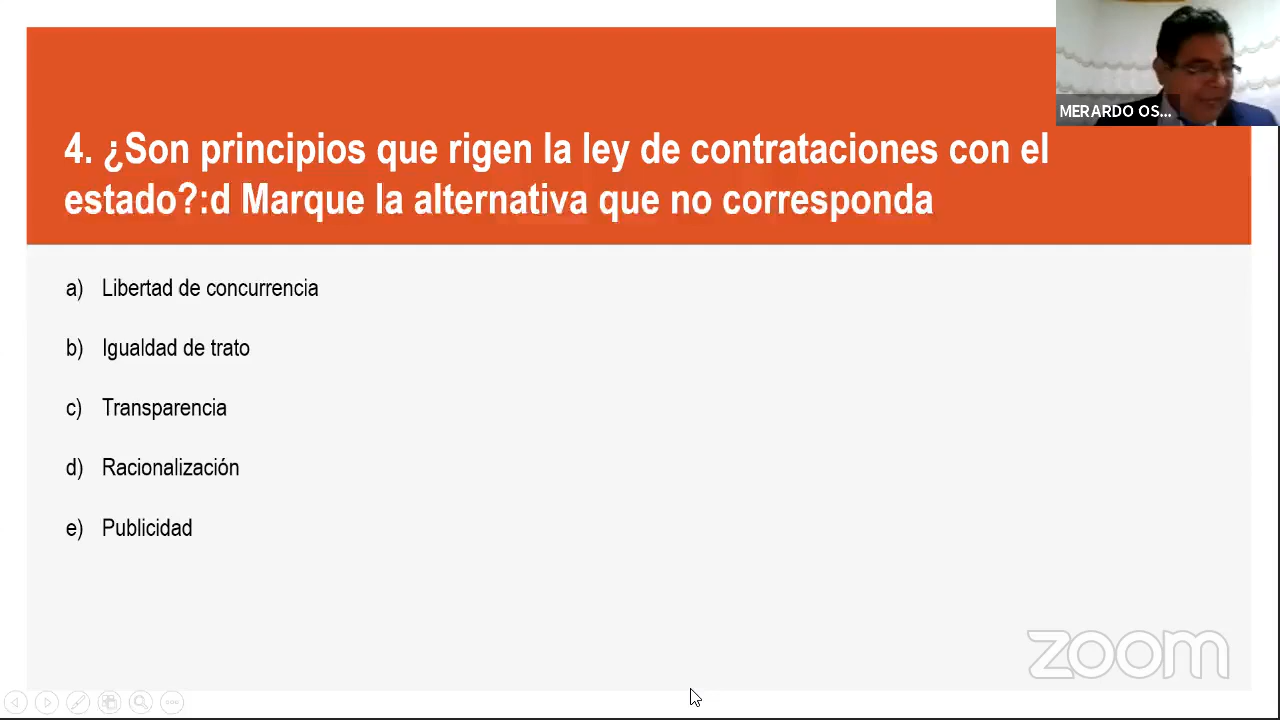 MERARDO OS...
4. ¿Son principios que rigen la ley de contrataciones con el
estado?:d Marque la alternativa que no corresponda
a) Libertad de concurrencia
b) Igualdad de trato
c) Transparencia
d) Racionalización
e) Publicidad
zoom